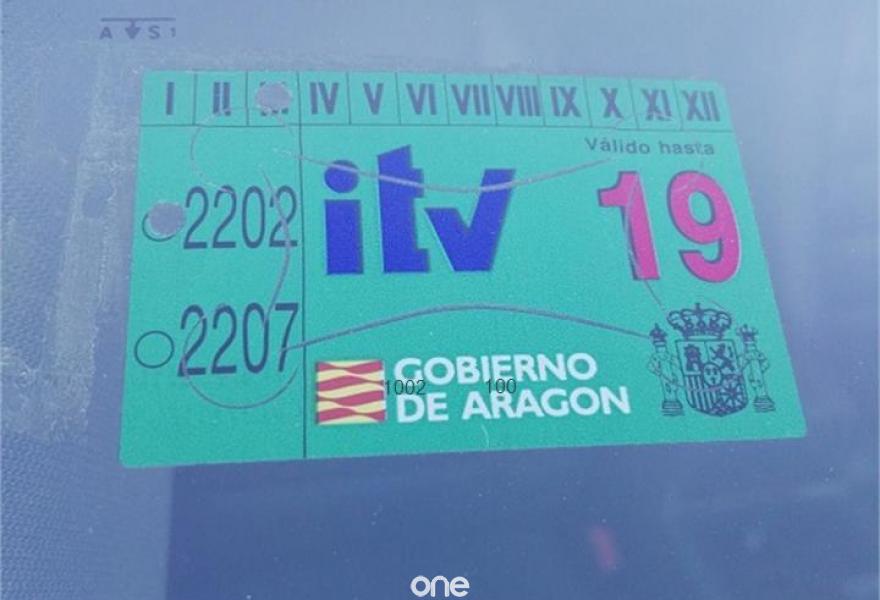 A S 1
I II IV V VI VII VIII IX X XI XII
Válido hasta
2202 itv 19
2207
GOBIERNO
1002 100
DE ARAGON
one